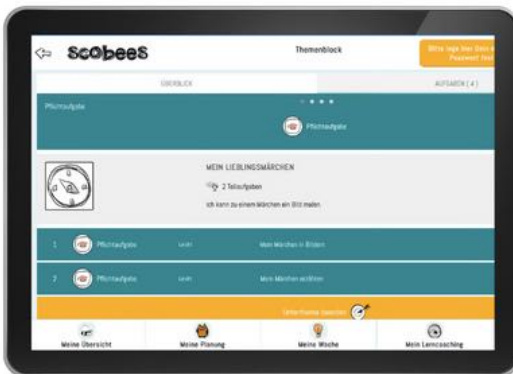 scobees
Themenblock
Bitte lege hier Dein
Passwort fest
ÜBERBLICK
AUFGABEN ( 4 )
Pflichtaufgabe
Pflichtaufgabe
MEIN LIEBLINGSMÄRCHEN
2 Teilaufgaben
Ich kann zu einem Märchen ein Bild malen
1 Pflichtaufgabe Mein Märchen in Bildern
2 Pflichtaufgabe Mein Märchen
Unterthema
Meine Übersicht
Meine Planung
Meine Woche
Mein Lerncoaching